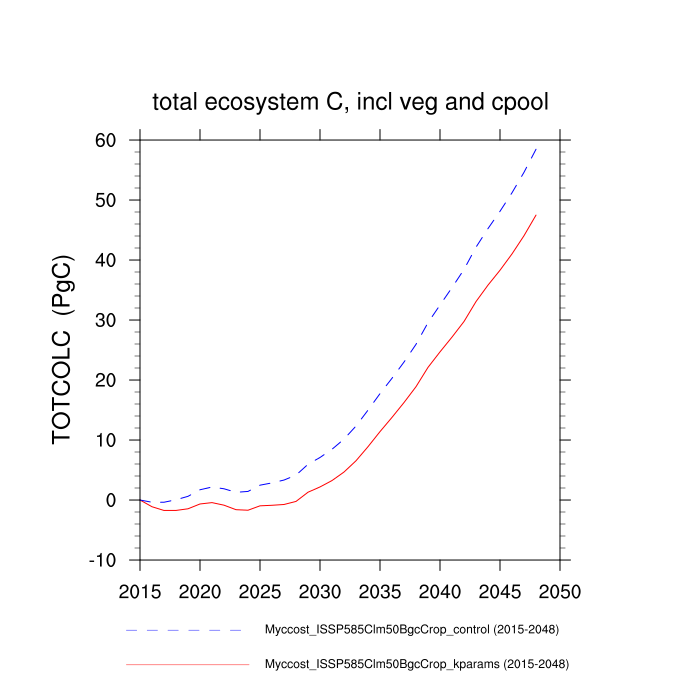 total ecosystem C, incl veg and cpool
TOTCOLC (PgC)
60
50
40
30
20
10
0
-10
2015 2020 2025 2030 2035 2040 2045 2050
Myccost_ISSP585Clm50BgcCrop_control (2015-2048)
Myccost_ISSP585Clm50BgcCrop_kparams (2015-2048)